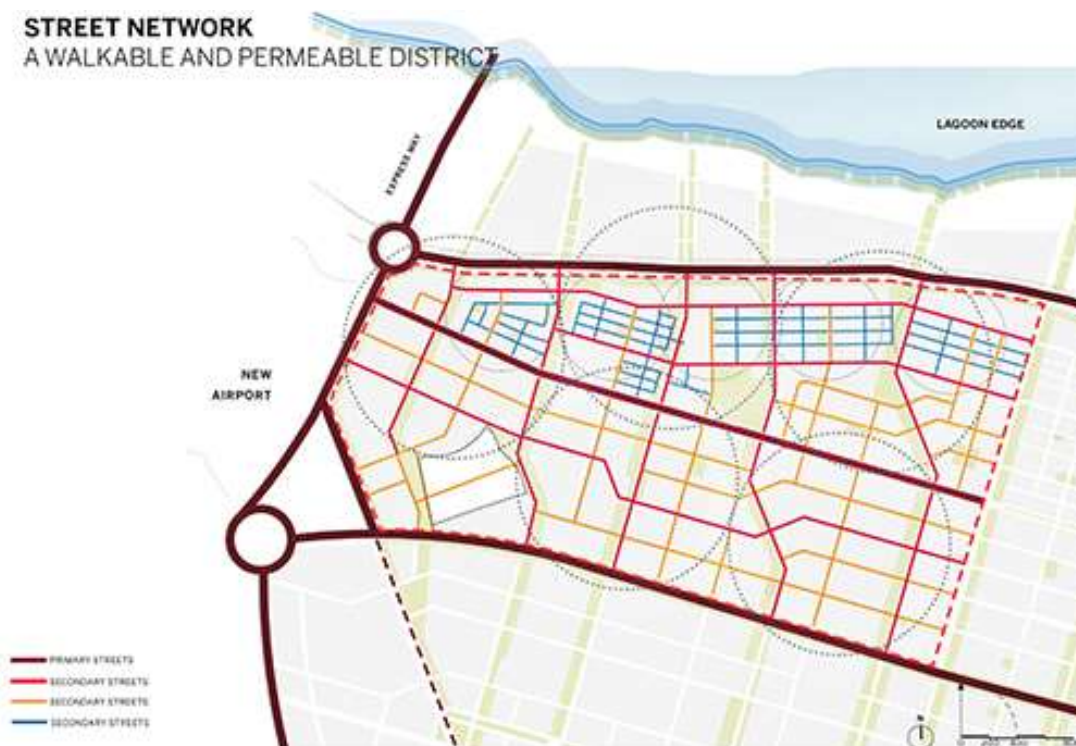 STREET NETWORK
A WALKABLE AND PERMEABLE DISTRICT
LAGOON EDGE
EXPRESS WAY
NEW
AIRPORT
PRIMARY STREETS
SECONDARY STREETS
SECONDARY STREETS
SECONDARY STREETS
N